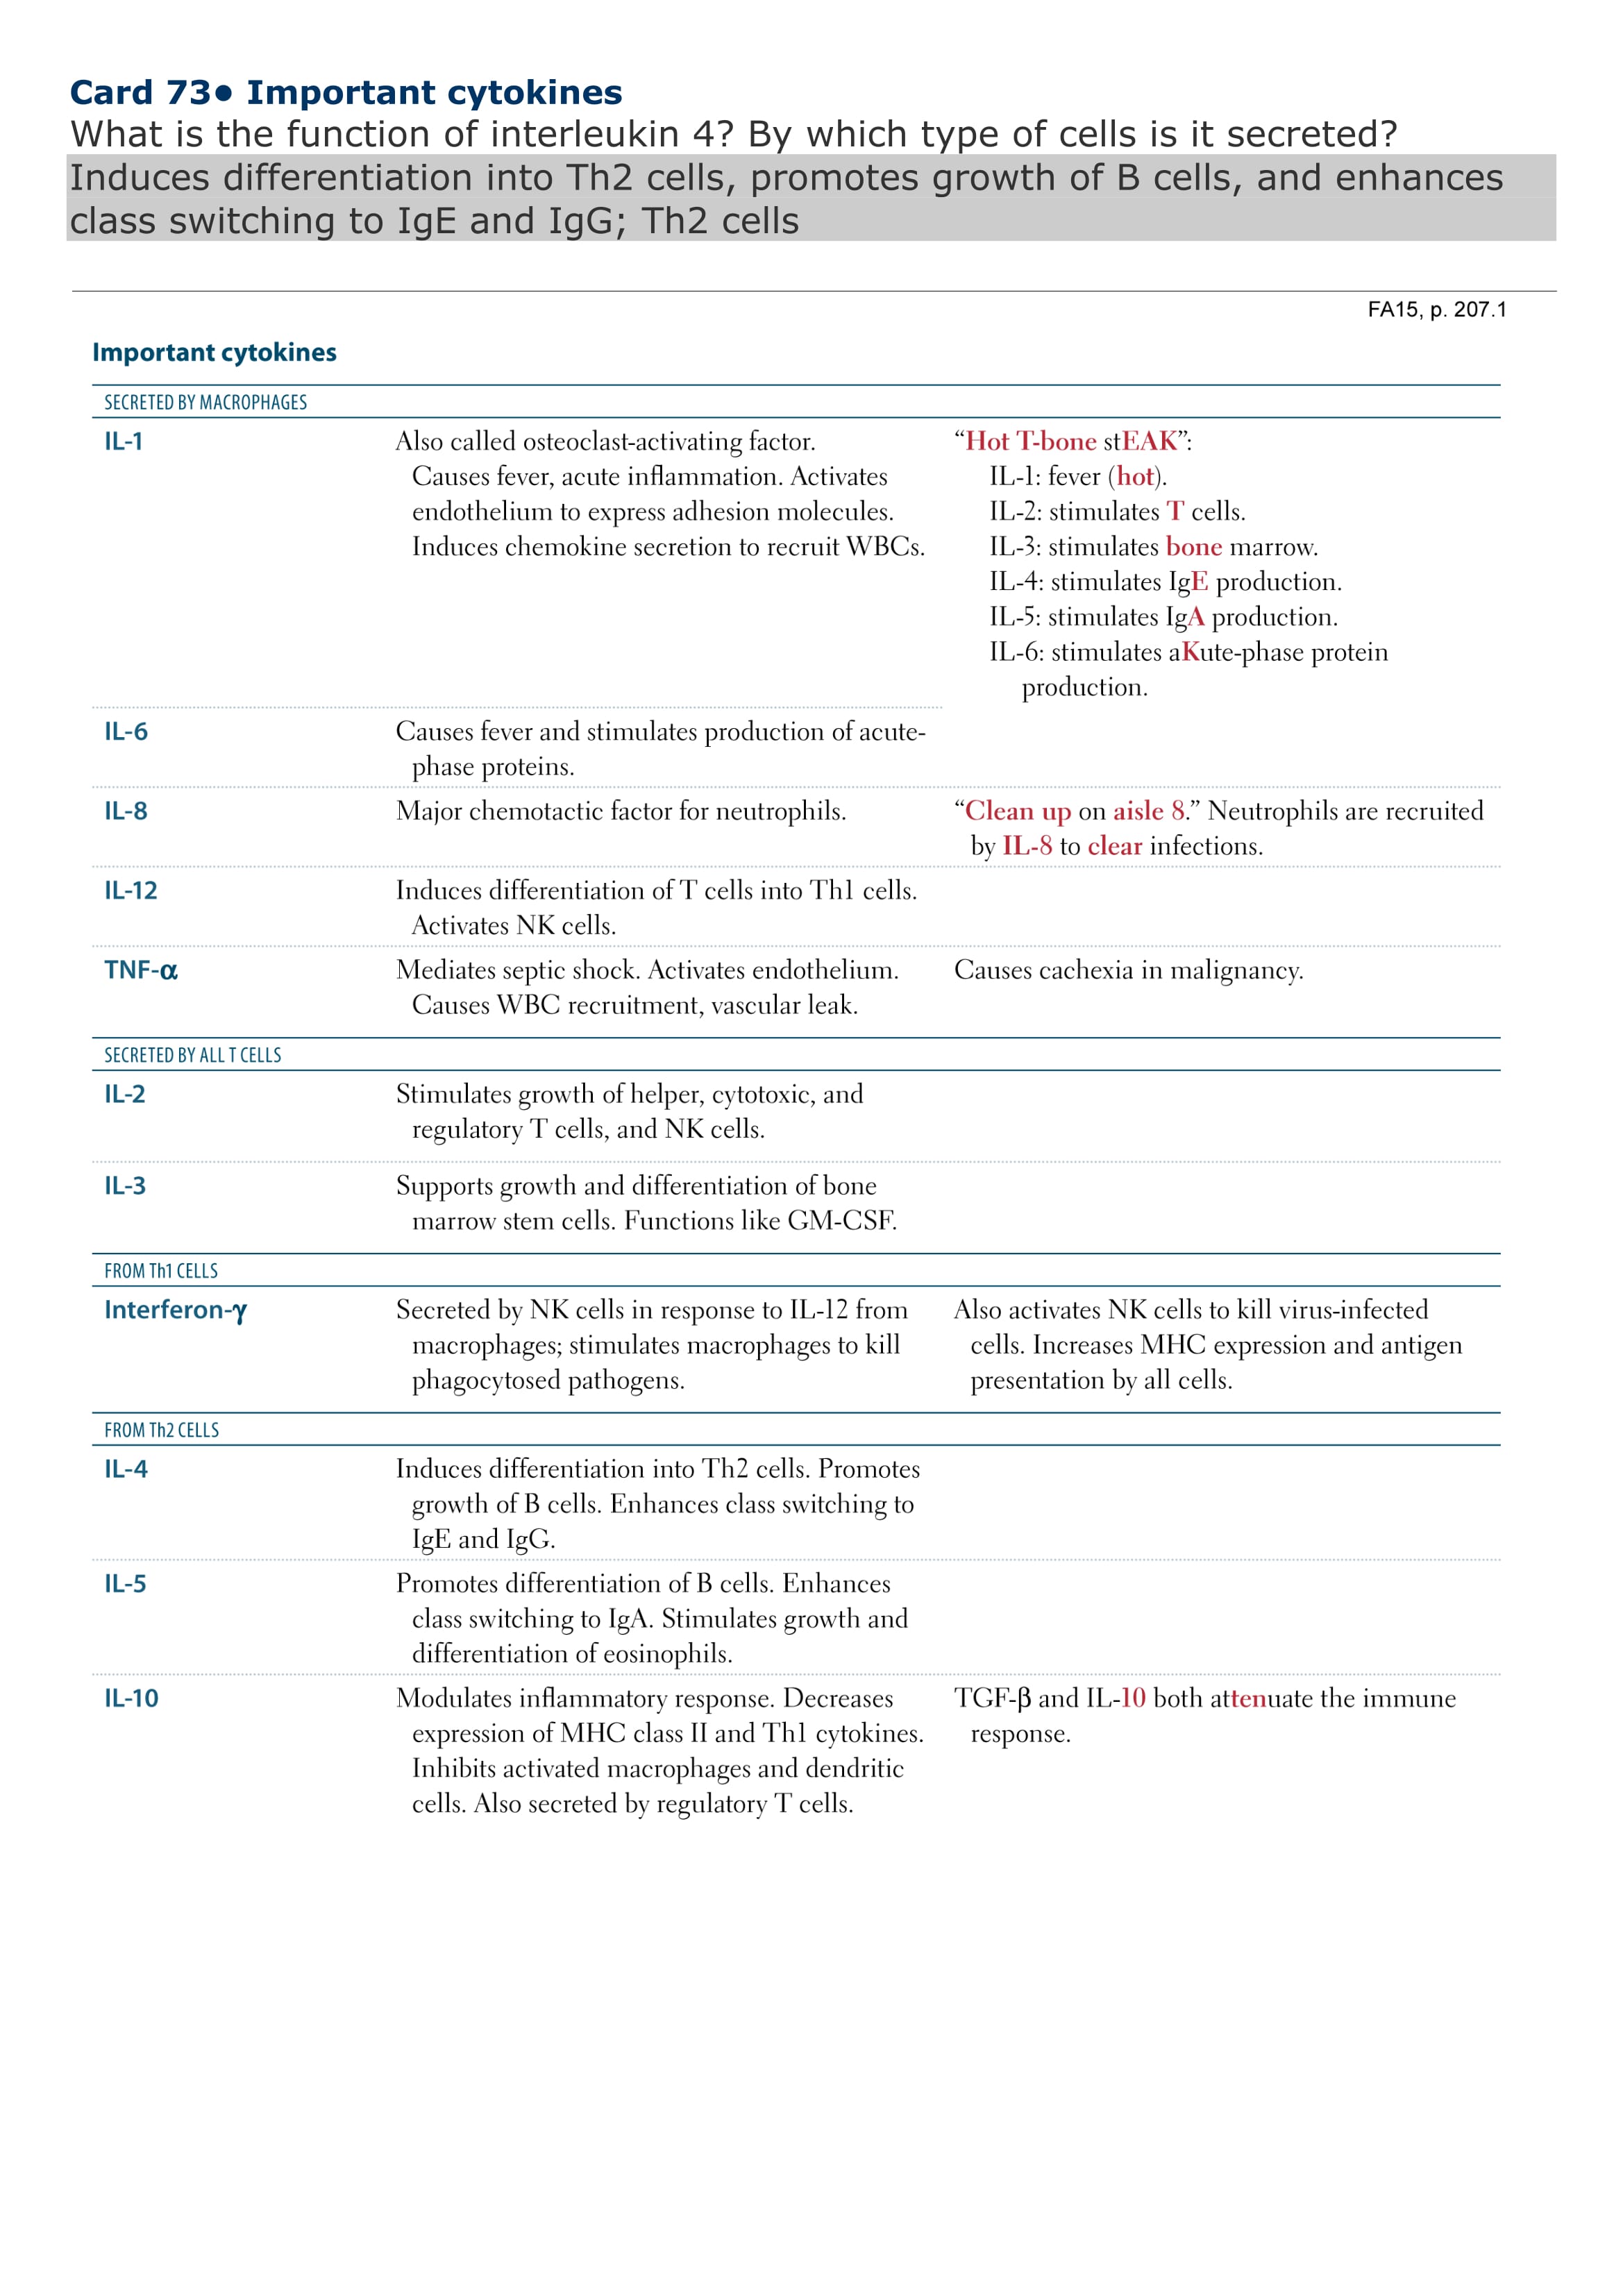 Card 73• Important cytokines
What is the function of interleukin 4? By which type of cells is it secreted?
Induces differentiation into Th2 cells, promotes growth of B cells, and enhances
class switching to IgE and IgG; Th2 cells
FA15, p. 207.1
Important cytokines
SECRETED BY MACROPHAGES
IL-1
Also called osteoclast-activating factor.
Causes fever, acute inflammation. Activates
endothelium to express adhesion molecules.
Induces chemokine secretion to recruit WBCs.
“Hot T-bone stEAK”:
IL-1: fever (hot).
IL-2: stimulates T cells.
IL-3: stimulates bone marrow.
IL-4: stimulates IgE production.
IL-5: stimulates IgA production.
IL-6: stimulates aKute-phase protein
production.
IL-6
Causes fever and stimulates production of acute-
phase proteins.
IL-8
Major chemotactic factor for neutrophils.
“Clean up on aisle 8.” Neutrophils are recruited
by IL-8 to clear infections.
IL-12
Induces differentiation of T cells into Th1 cells.
Activates NK cells.
TNF-α
Mediates septic shock. Activates endothelium.
Causes WBC recruitment, vascular leak.
Causes cachexia in malignancy.
SECRETED BY ALL T CELLS
IL-2
Stimulates growth of helper, cytotoxic, and
regulatory T cells, and NK cells.
IL-3
Supports growth and differentiation of bone
marrow stem cells. Functions like GM-CSF.
FROM Th1 CELLS
Interferon-γ
Secreted by NK cells in response to IL-12 from
macrophages; stimulates macrophages to kill
phagocytosed pathogens.
Also activates NK cells to kill virus-infected
cells. Increases MHC expression and antigen
presentation by all cells.
FROM Th2 CELLS
IL-4
Induces differentiation into Th2 cells. Promotes
growth of B cells. Enhances class switching to
IgE and IgG.
IL-5
Promotes differentiation of B cells. Enhances
class switching to IgA. Stimulates growth and
differentiation of eosinophils.
IL-10
Modulates inflammatory response. Decreases
expression of MHC class II and Th1 cytokines.
Inhibits activated macrophages and dendritic
cells. Also secreted by regulatory T cells.
TGF-β and IL-10 both attenuate the immune
response.